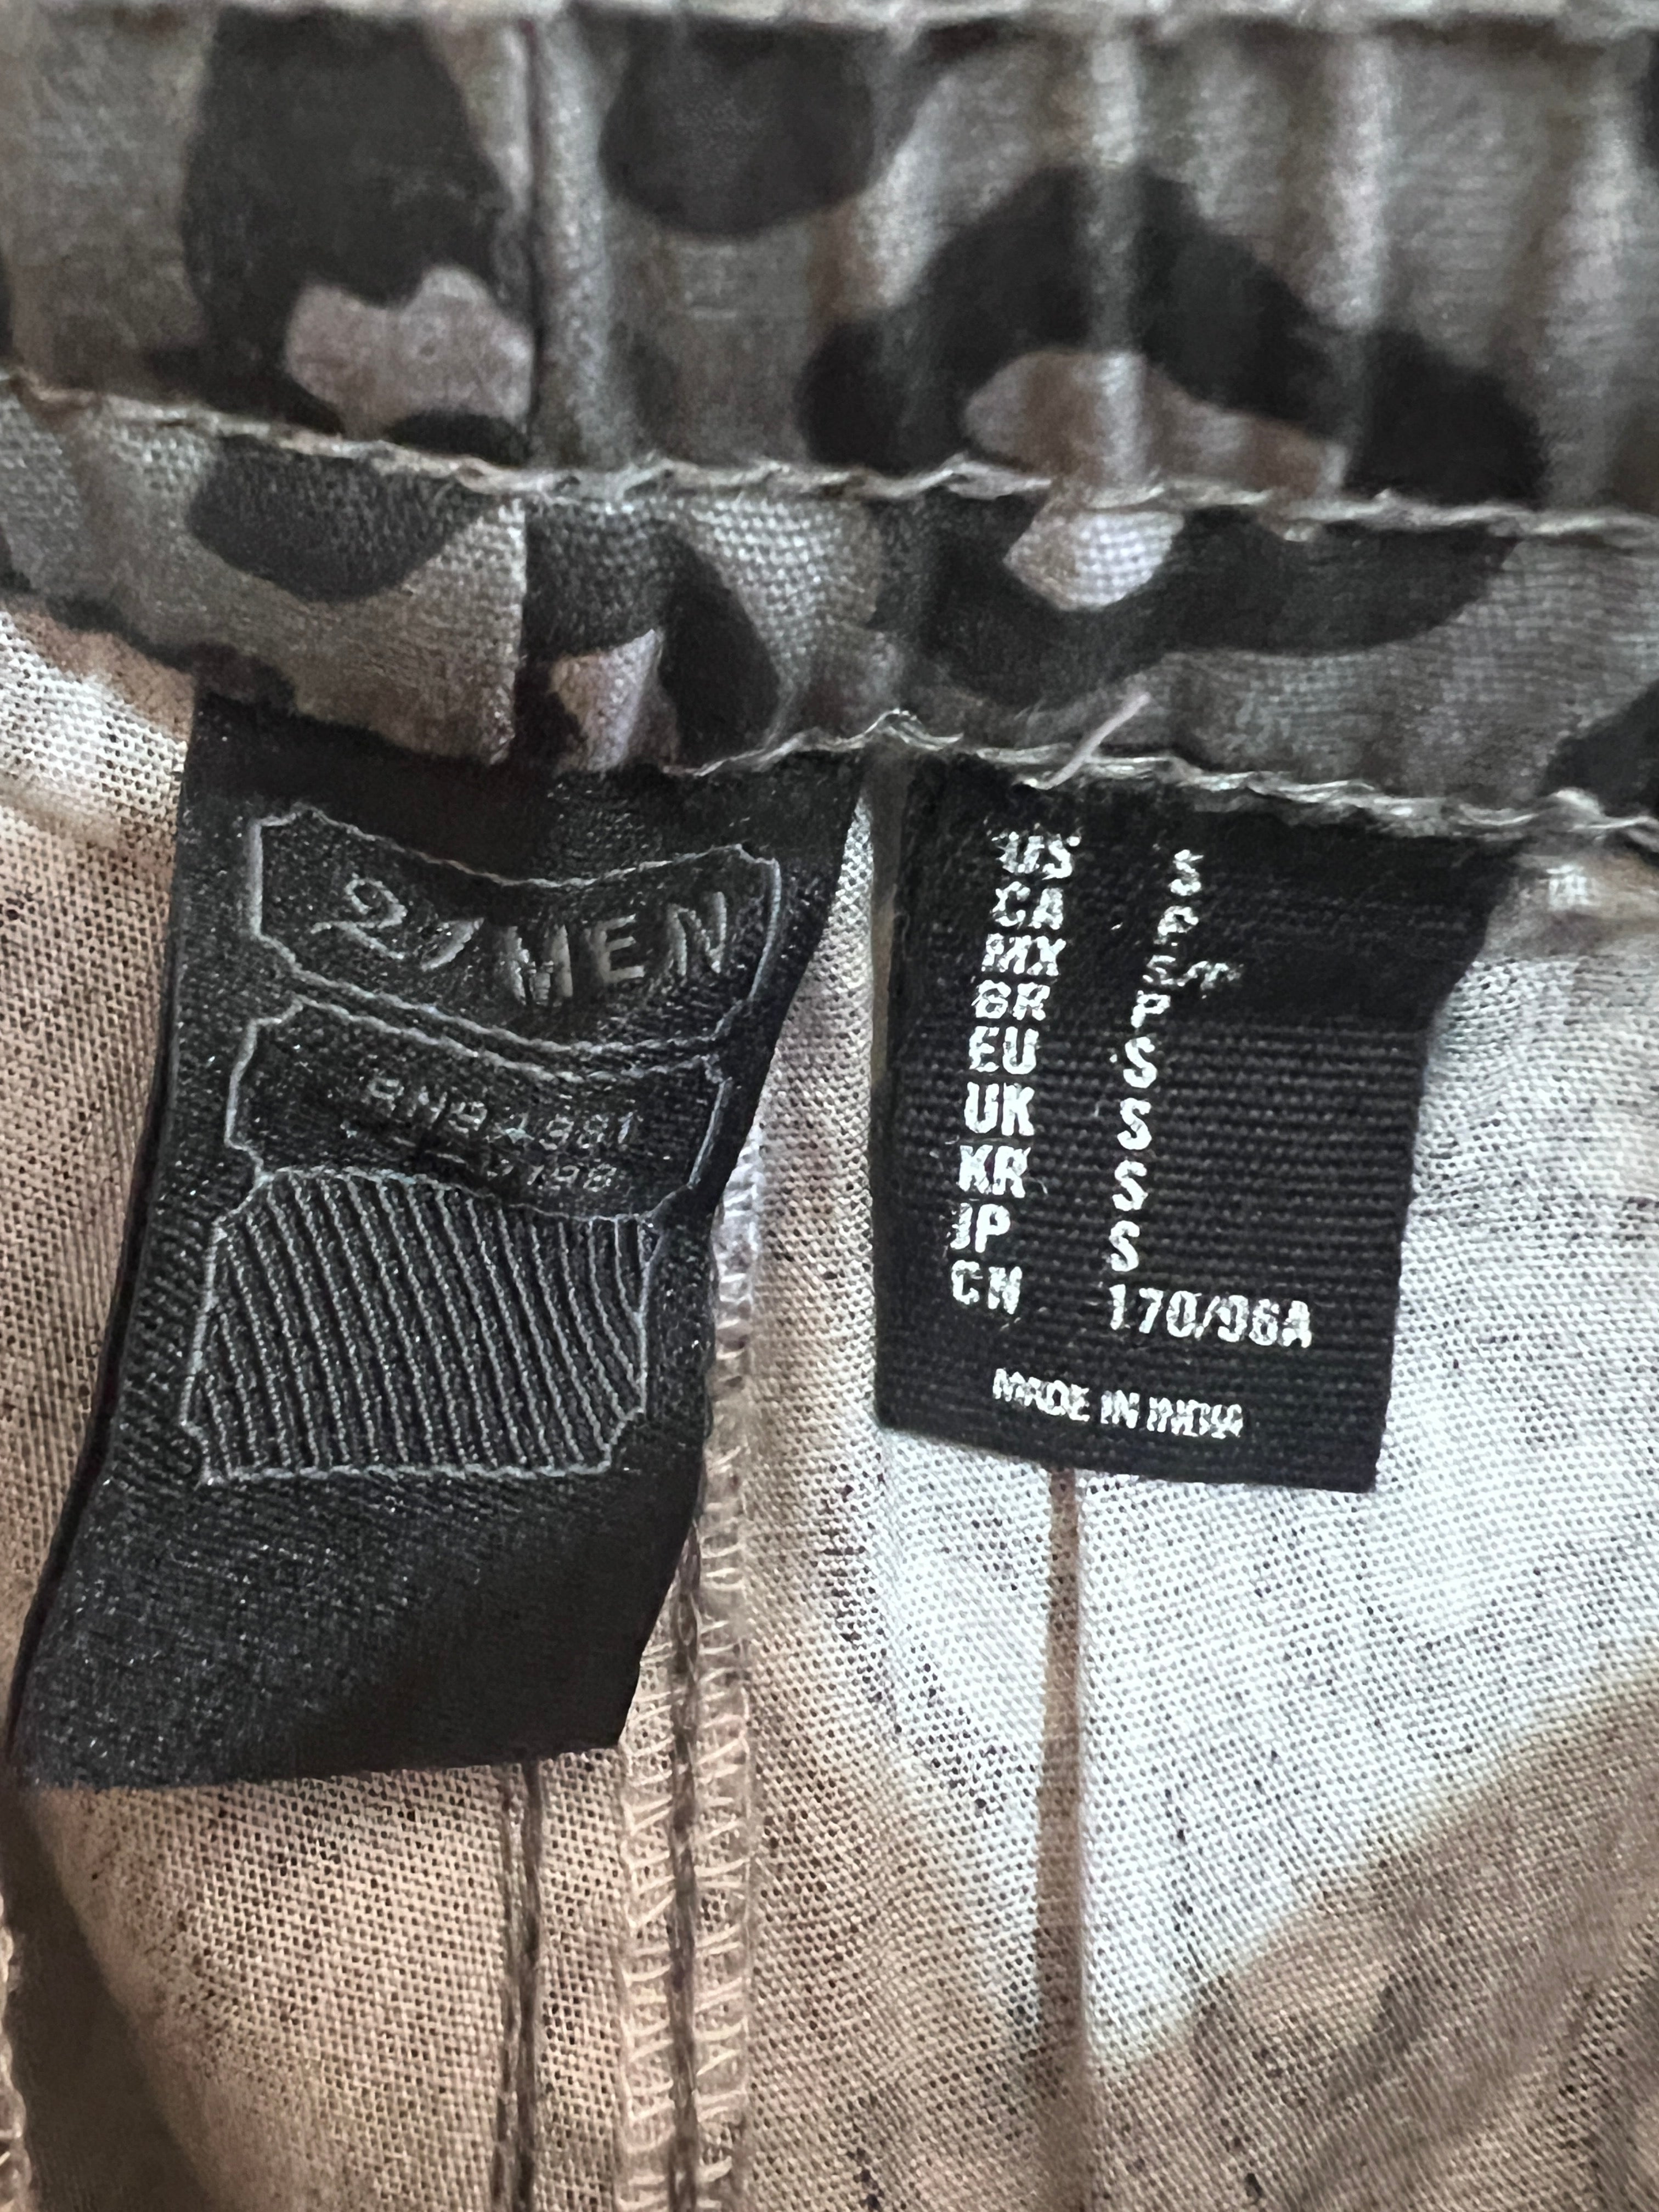 21 MEN
US S
CA P
MX S/P
BR P
EU S
UK S
KR S
JP S
CN 170/96A
MADE IN INDIA